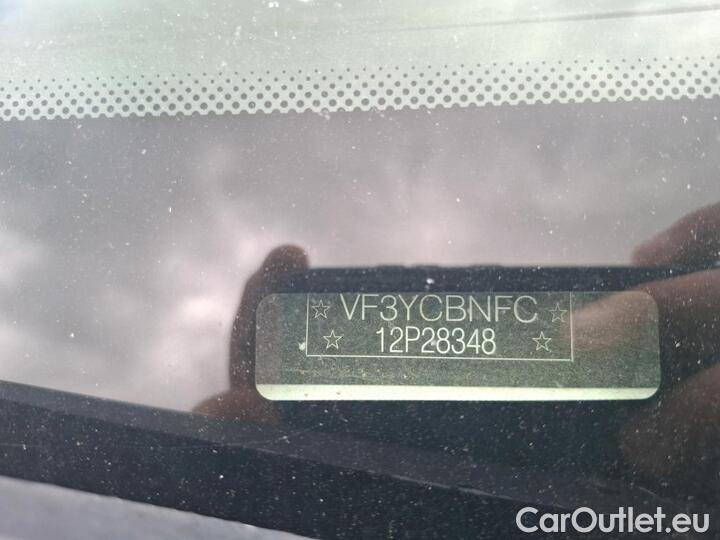 ☆ VF3YCBNFC ☆
☆ 12P28348 ☆
CarOutlet.eu